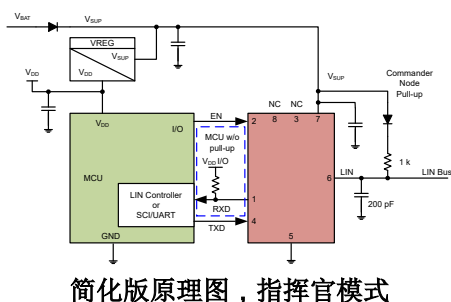 VBAT
VSUP
VREG
VSUP
VDD
VDD
VDD
I/O
EN
2
NC
NC
8
3
7
VSUP
Commander
Node
Pull-up
MCU w/o
pull-up
VDD I/O
MCU
LIN Controller
or
SCI/UART
RXD
1
TXD
4
6
LIN
LIN Bus
1 k
200 pF
GND
5
简化版原理图，指挥官模式